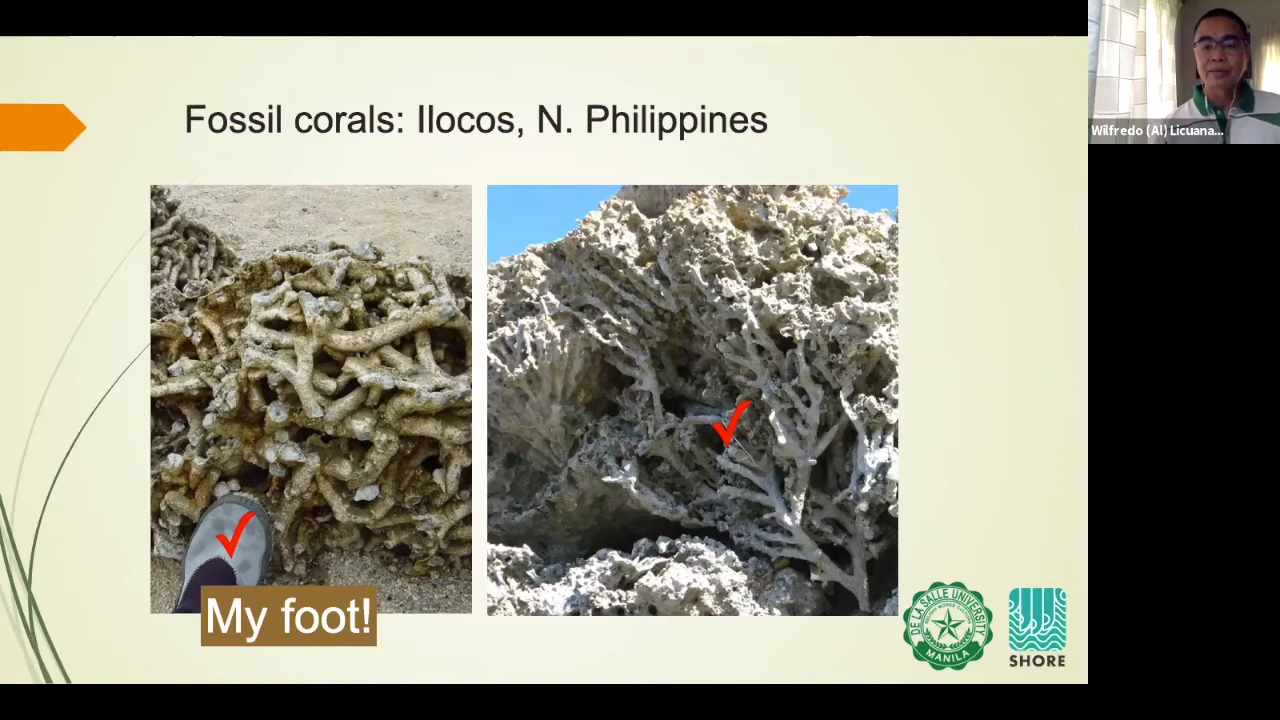 Fossil corals: Ilocos, N. Philippines
Wilfredo (Al) Licuana...
My foot!
DE LA SALLE UNIVERSITY
MANILA
SHORE